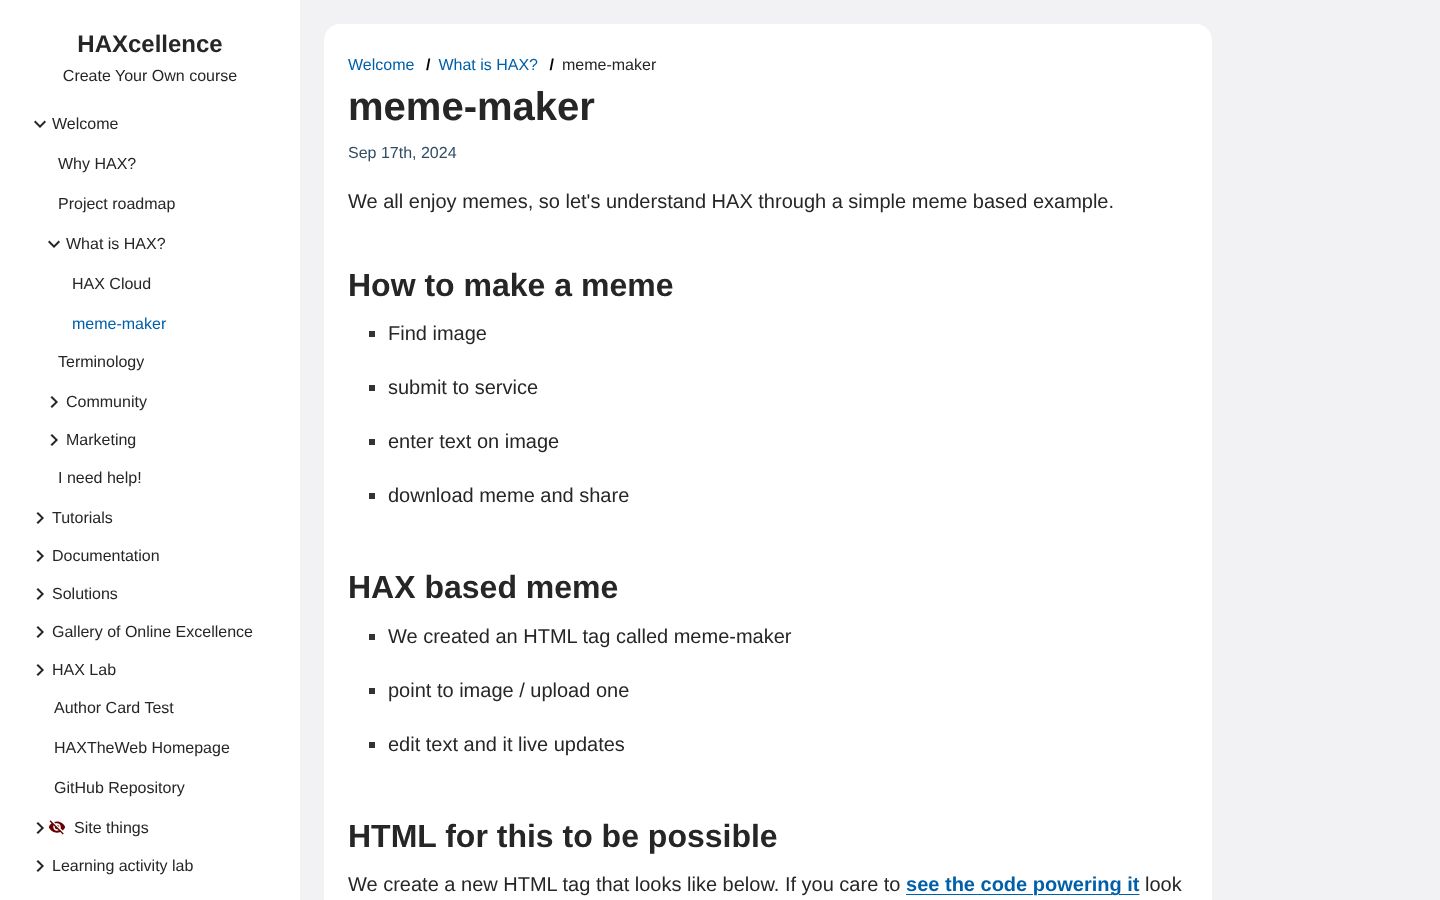 HAXcellence
Create Your Own course
Welcome
Why HAX?
Project roadmap
What is HAX?
HAX Cloud
meme-maker
Terminology
Community
Marketing
I need help!
Tutorials
Documentation
Solutions
Gallery of Online Excellence
HAX Lab
Author Card Test
HAXTheWeb Homepage
GitHub Repository
Site things
Learning activity lab
Welcome / What is HAX? / meme-maker
meme-maker
Sep 17th, 2024
We all enjoy memes, so let's understand HAX through a simple meme based example.
How to make a meme
Find image
submit to service
enter text on image
download meme and share
HAX based meme
We created an HTML tag called meme-maker
point to image / upload one
edit text and it live updates
HTML for this to be possible
We create a new HTML tag that looks like below. If you care to see the code powering it look